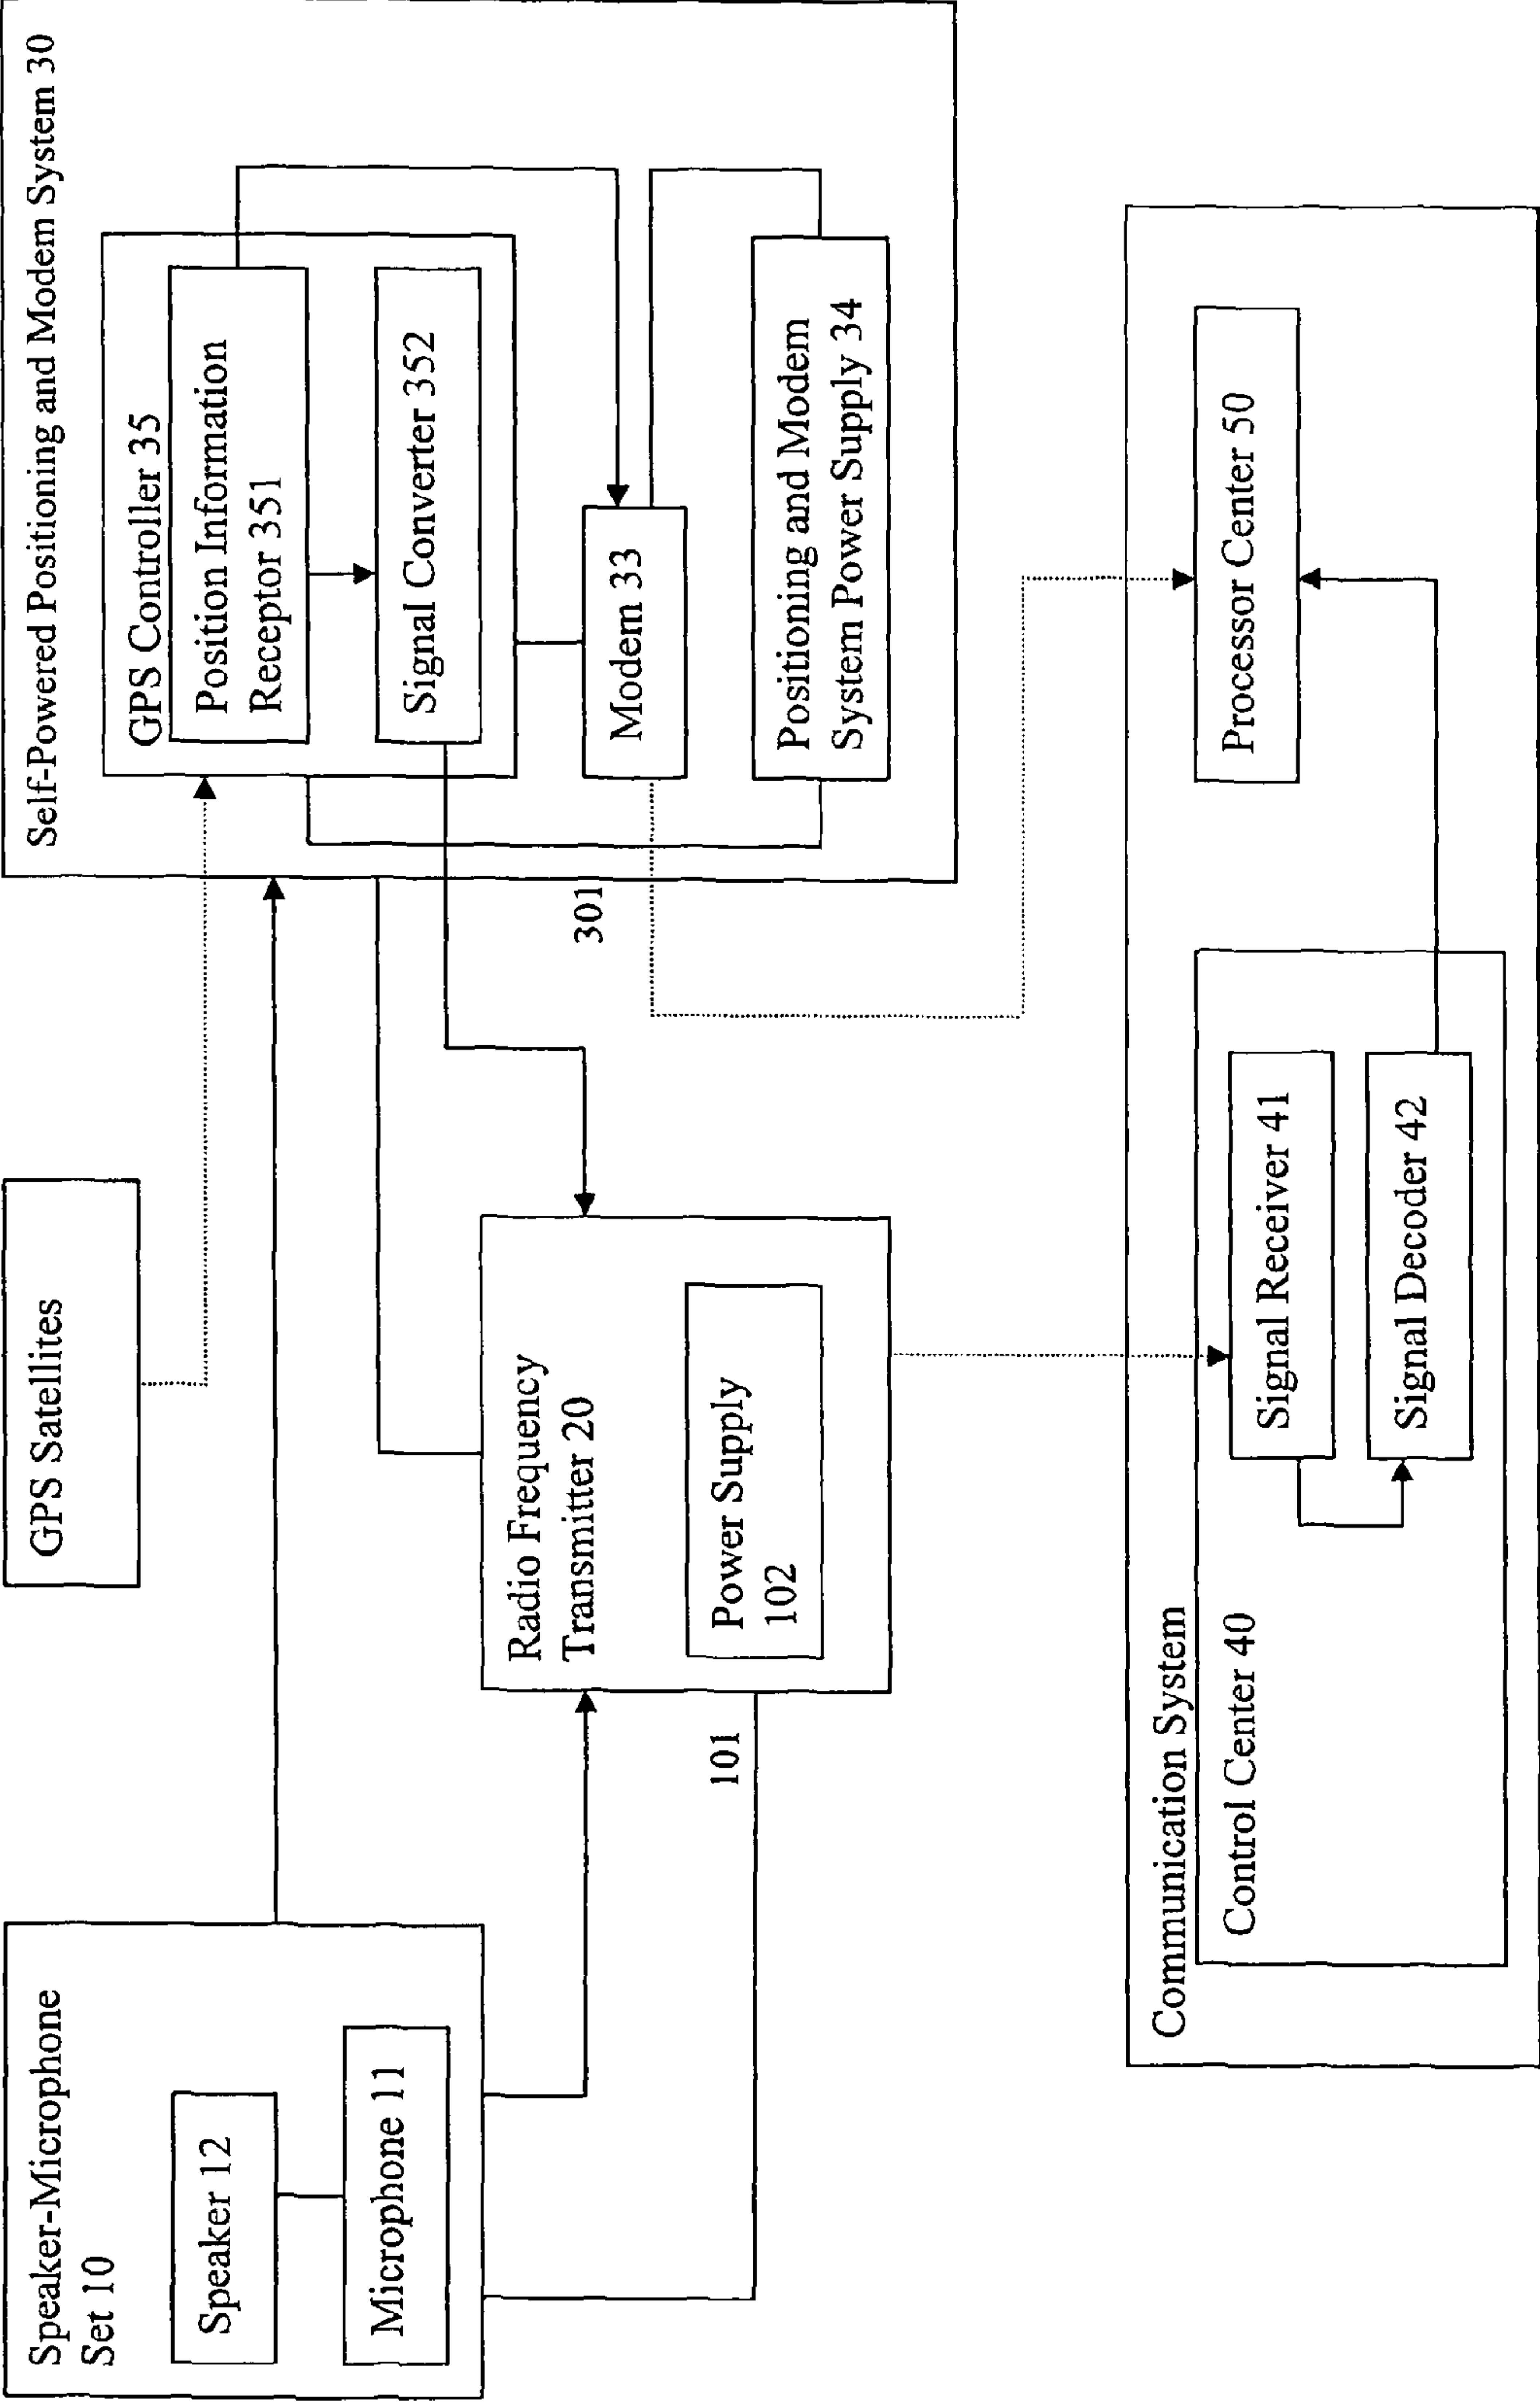 Speaker-Microphone
Set 10
Speaker 12
Microphone 11
GPS Satellites
Radio Frequency
Transmitter 20
Power Supply
102
101
Self-Powered Positioning and Modem System 30
GPS Controller 35
Position Information
Receptor 351
Signal Converter 352
Modem 33
Positioning and Modem
System Power Supply 34
301
Communication System
Control Center 40
Signal Receiver 41
Signal Decoder 42
Processor Center 50